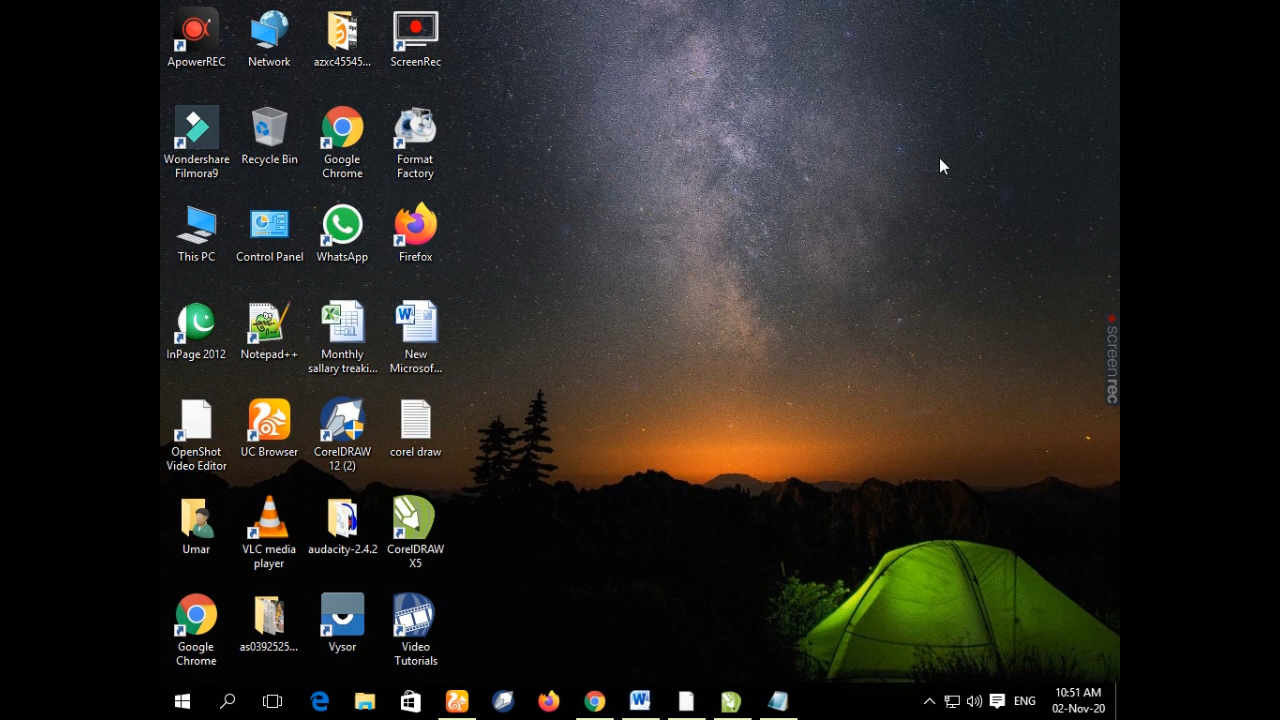 ApowerREC
Network
azxc45545...
ScreenRec
Wondershare
Filmora9
Recycle Bin
Google
Chrome
Format
Factory
This PC
Control Panel
WhatsApp
Firefox
InPage 2012
Notepad++
Monthly
sallary treaki...
New
Microsof...
OpenShot
Video Editor
UC Browser
CorelDRAW
12 (2)
corel draw
Umar
VLC media
player
audacity-2.4.2
CorelDRAW
X5
Google
Chrome
as0392525...
Vysor
Video
Tutorials
screenrec
ENG
10:51 AM
02-Nov-20